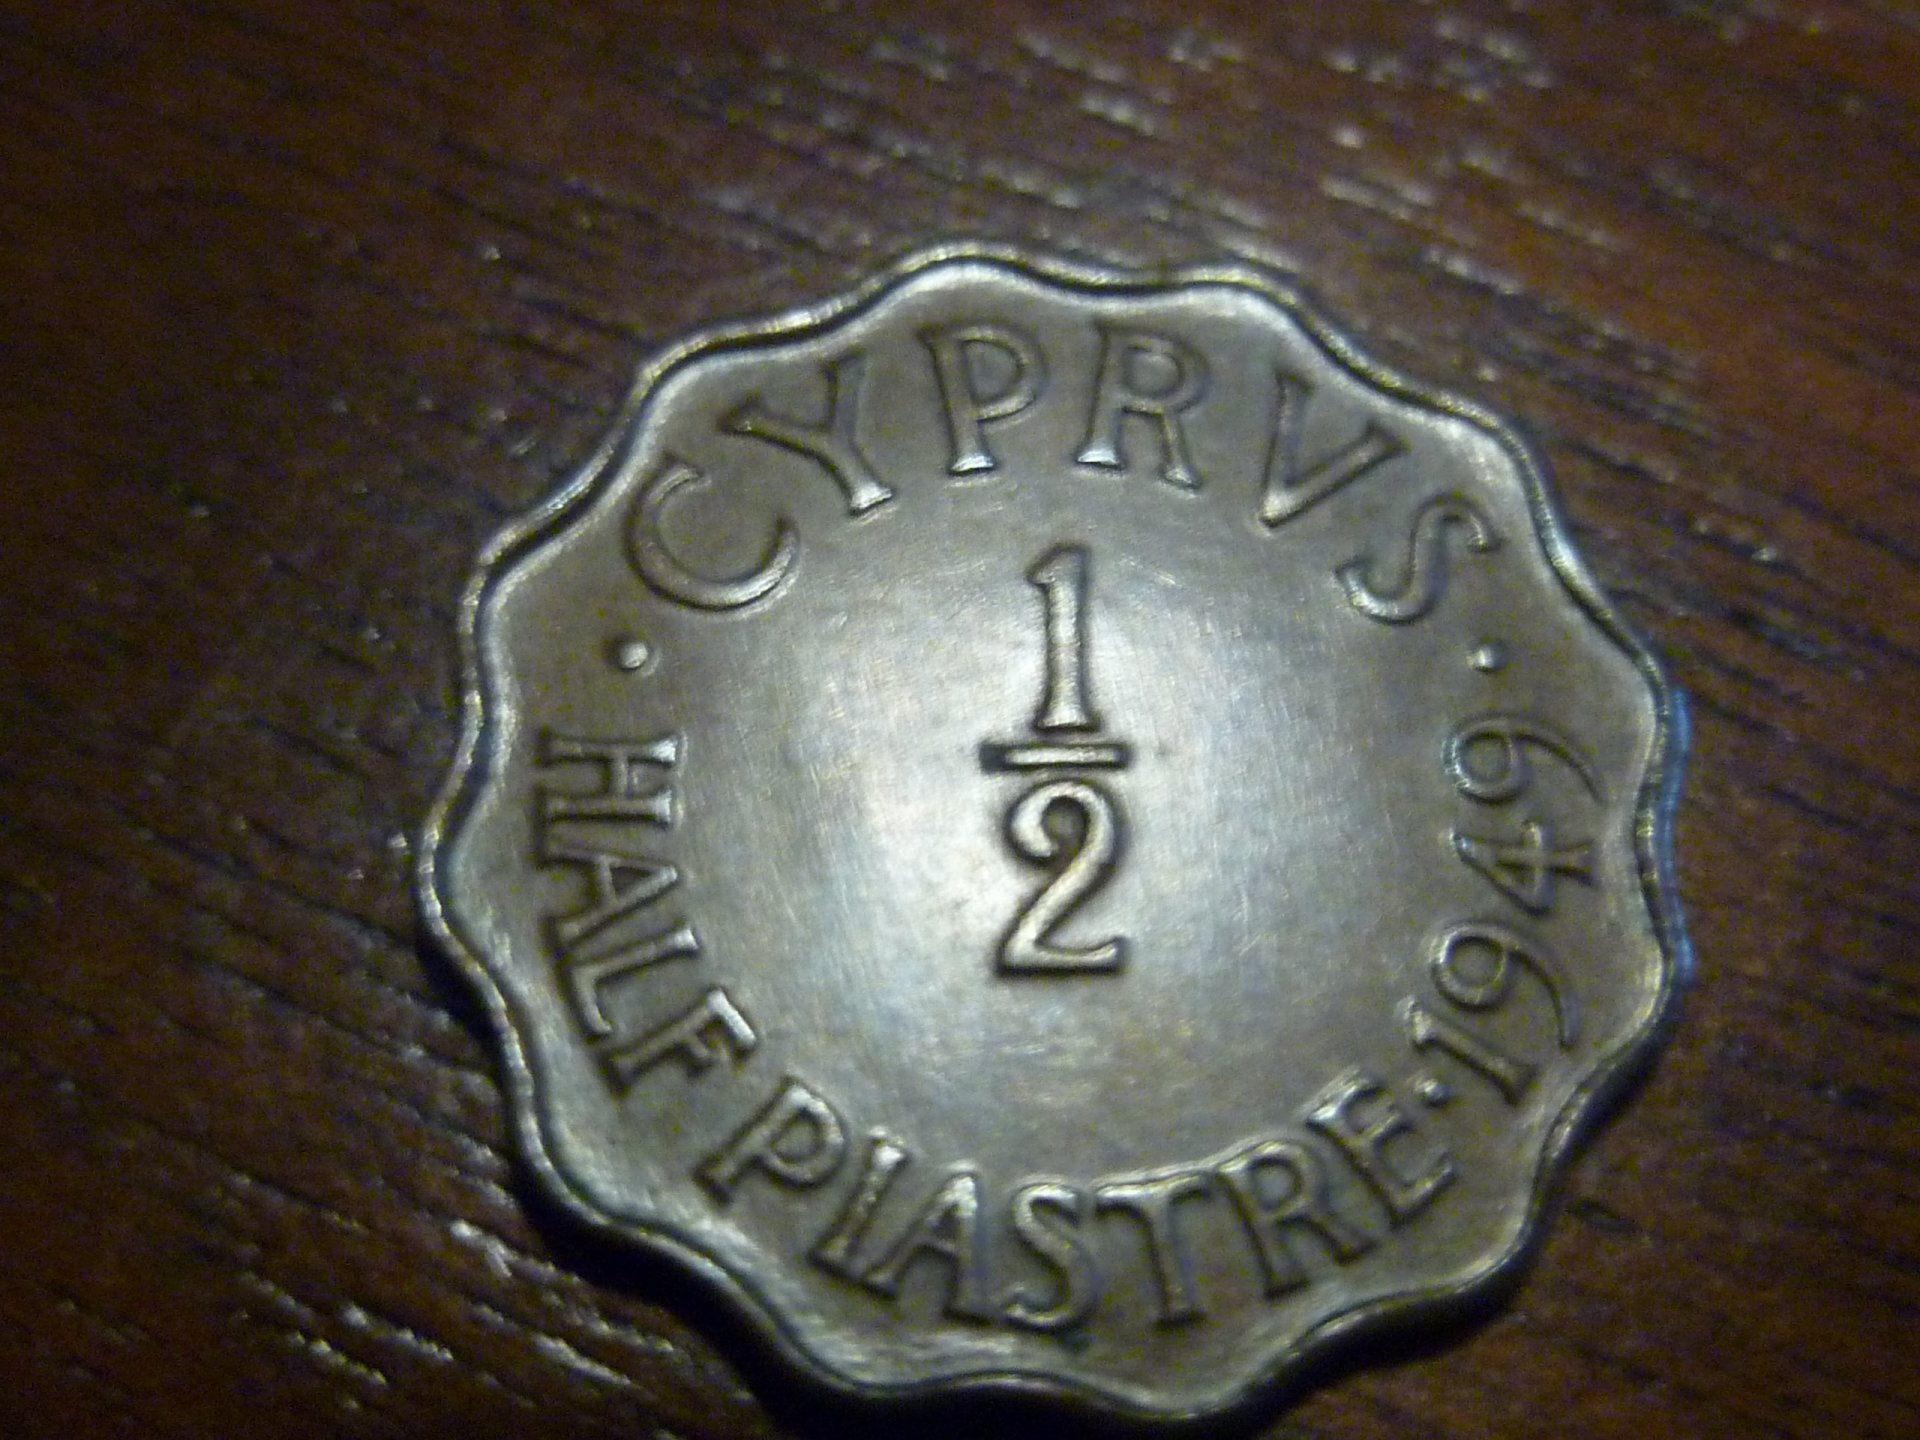 CYPRVS
1/2
· HALF PIASTRE · 1949 ·